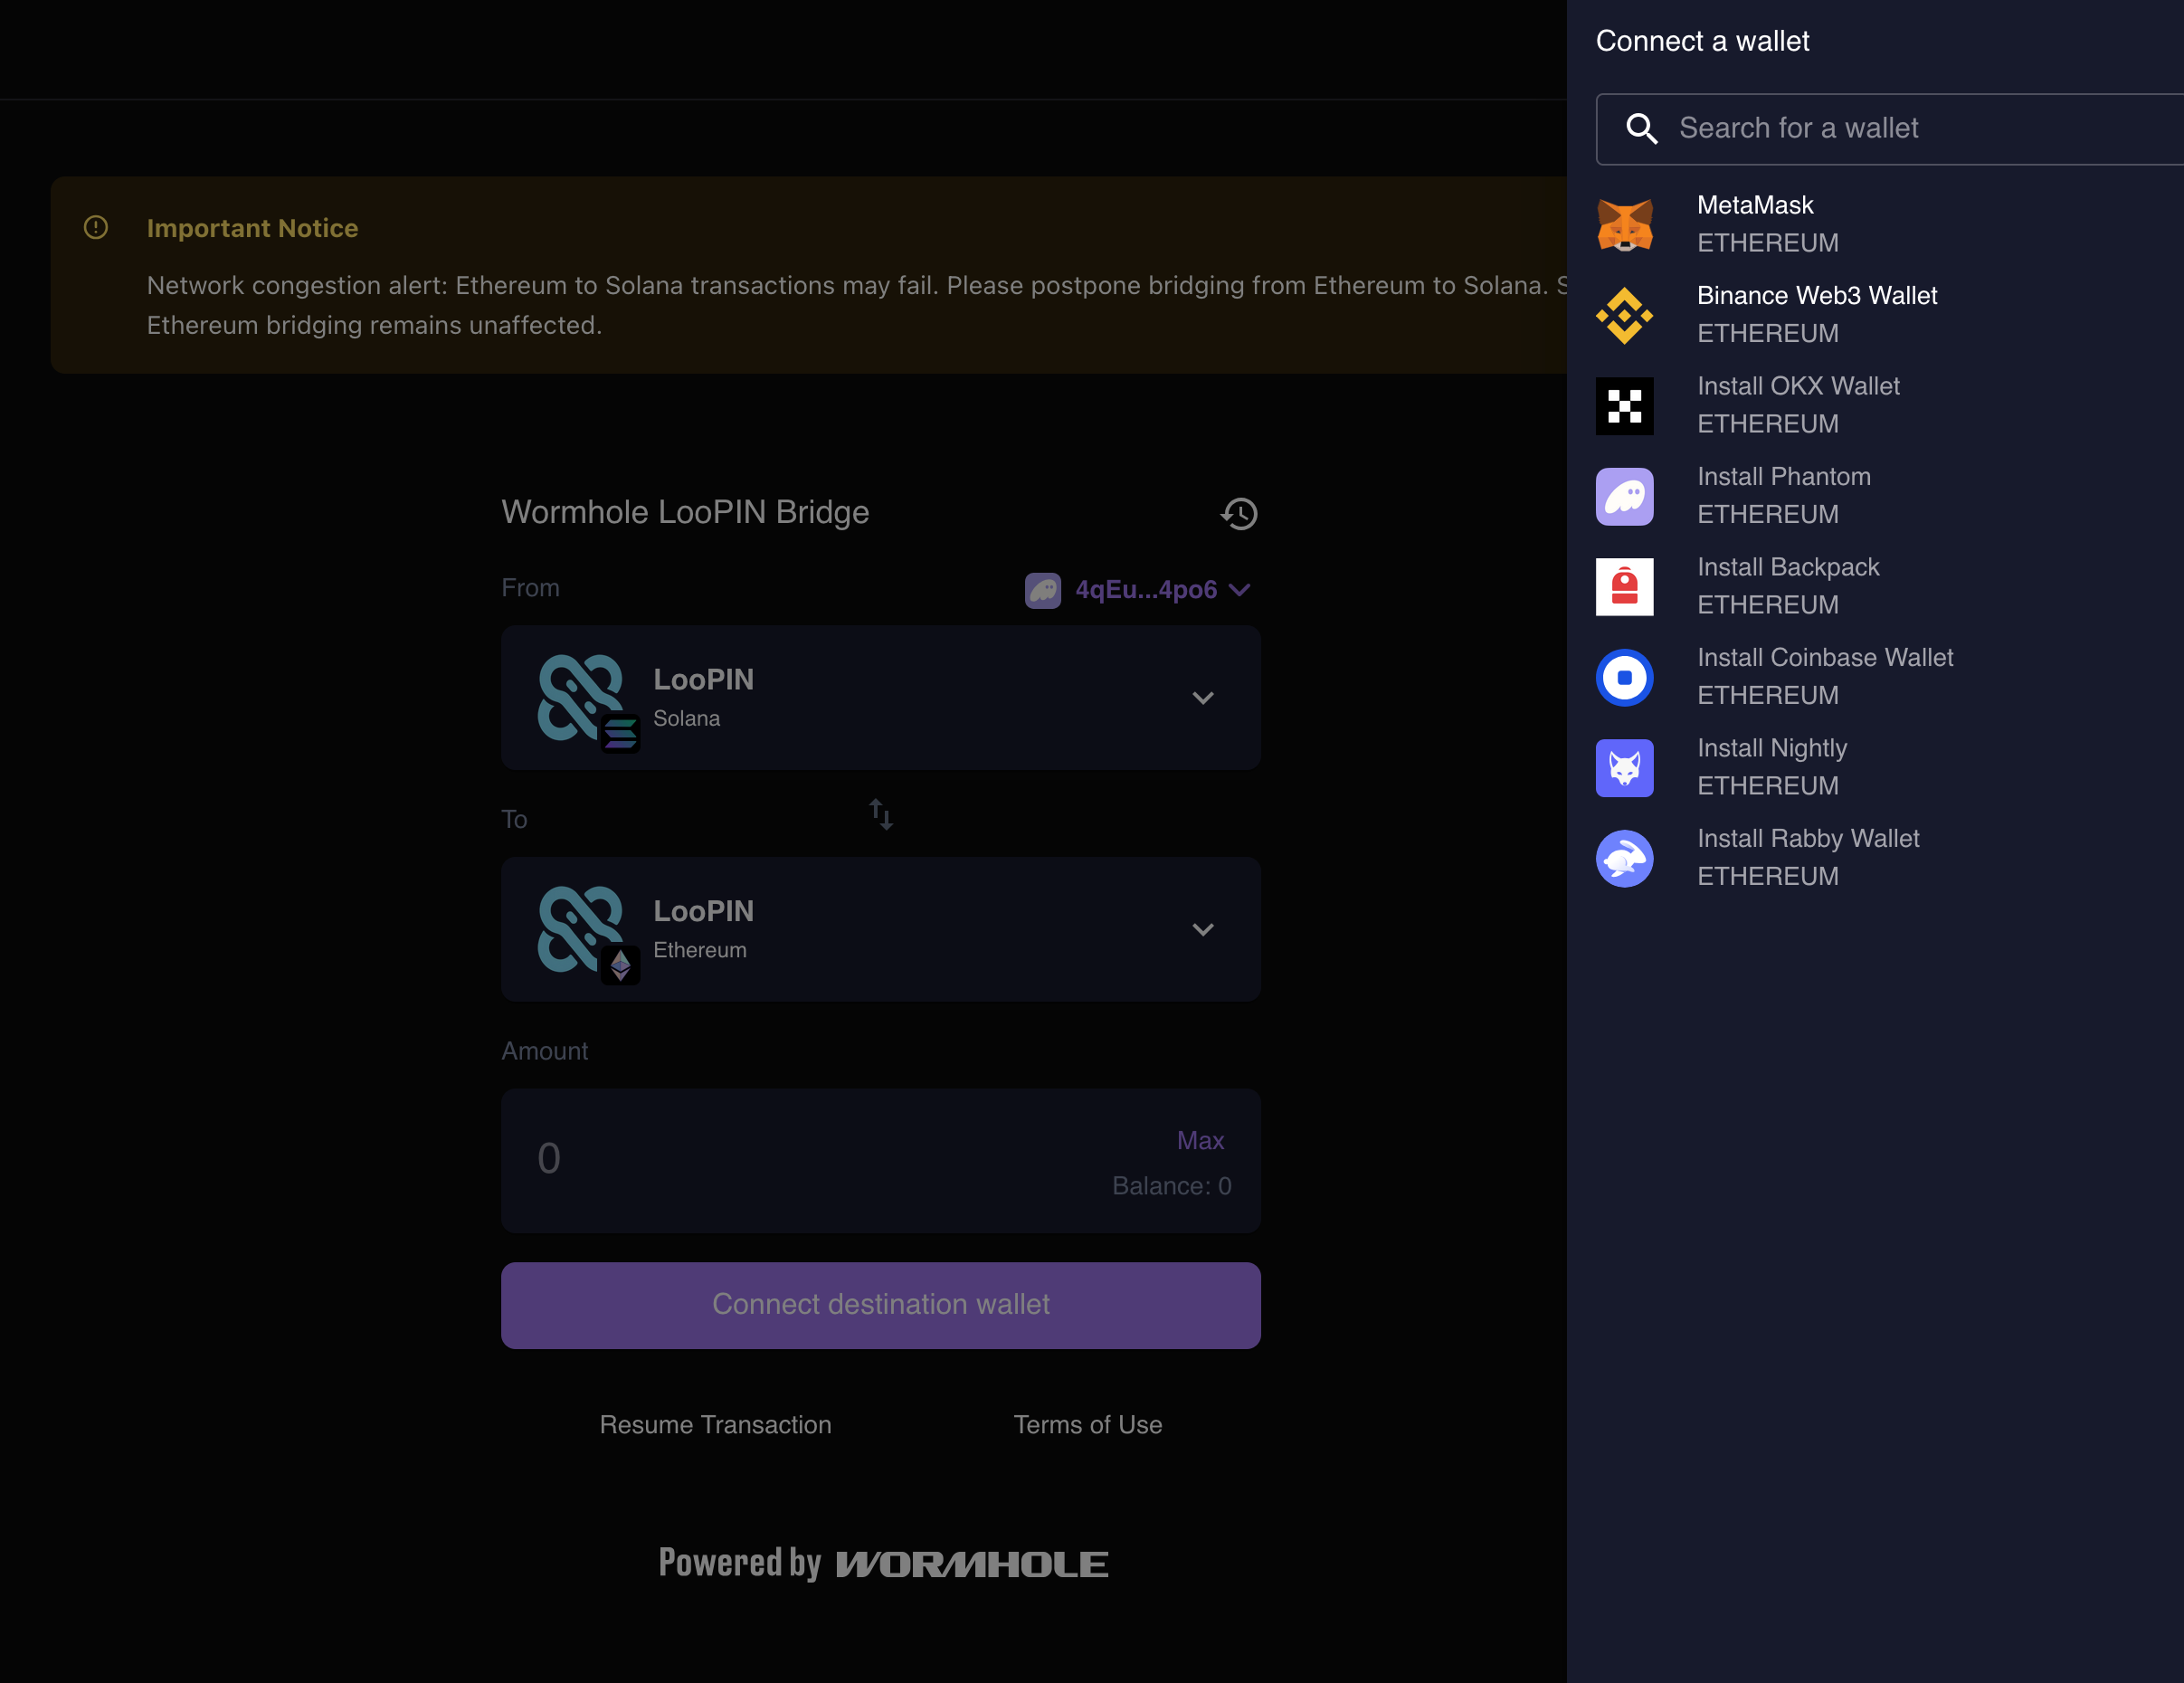 Connect a wallet
Search for a wallet
MetaMask
ETHEREUM
Binance Web3 Wallet
ETHEREUM
Install OKX Wallet
ETHEREUM
Install Phantom
ETHEREUM
Install Backpack
ETHEREUM
Install Coinbase Wallet
ETHEREUM
Install Nightly
ETHEREUM
Install Rabby Wallet
ETHEREUM
Important Notice
Network congestion alert: Ethereum to Solana transactions may fail. Please postpone bridging from Ethereum to Solana.
Ethereum bridging remains unaffected.
Wormhole LooPIN Bridge
From
4qEu...4po6
LooPIN
Solana
To
LooPIN
Ethereum
Amount
0
Max
Balance: 0
Connect destination wallet
Resume Transaction
Terms of Use
Powered by WORMHOLE